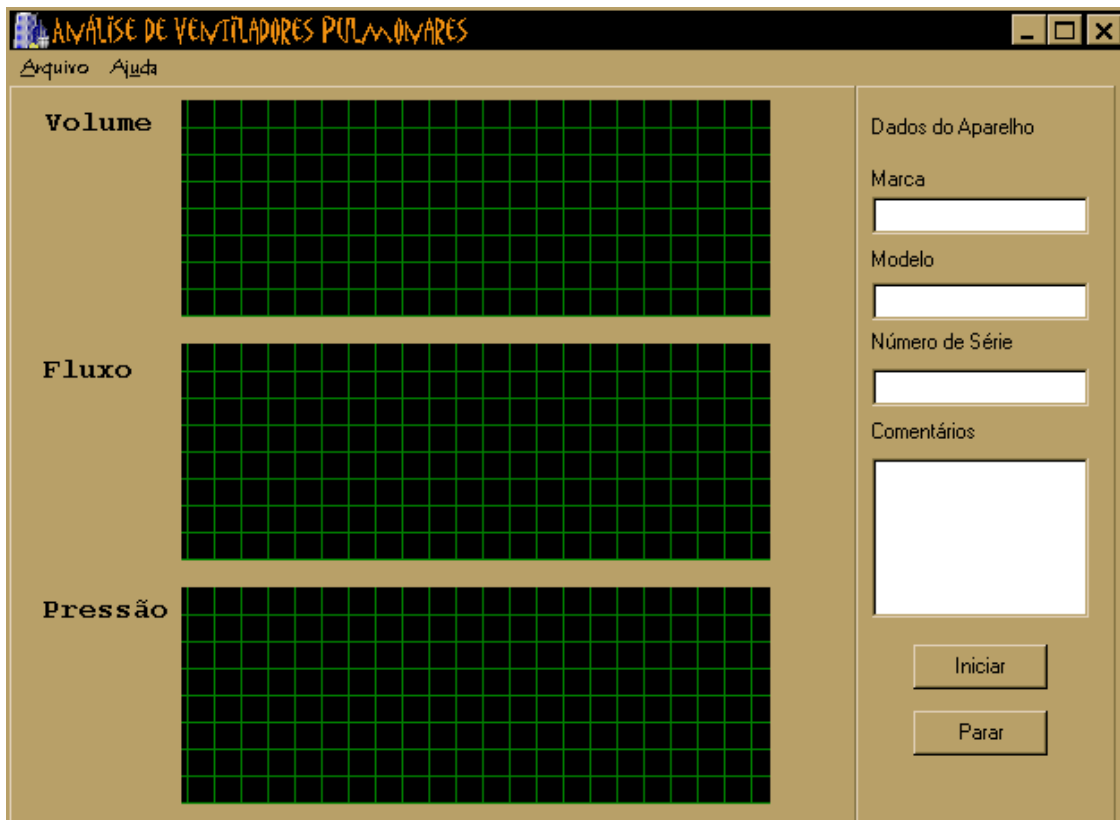 ANÁLISE DE VENTILADORES PULMONARES
Arquivo Ajuda
Volume
Fluxo
Pressão
Dados do Aparelho
Marca
Modelo
Número de Série
Comentários
Iniciar
Parar